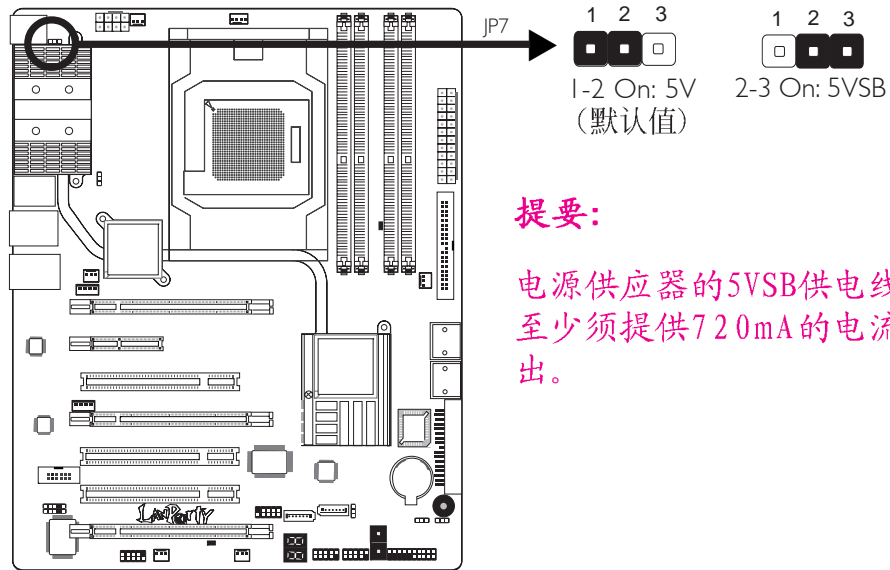 JP7
1 2 3
1-2 On: 5V
(默认值)
1 2 3
2-3 On: 5VSB
提要:
电源供应器的5VSB供电线
至少须提供720mA的电流
出。
LANPARTY